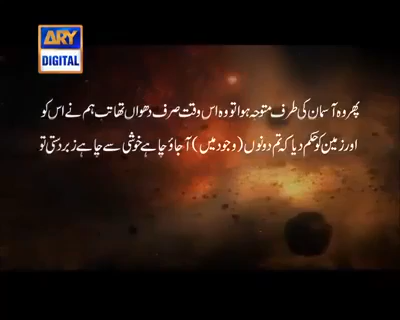 ARY
DIGITAL
پھر وہ آسمان کی طرف متوجہ ہوا تو وہ اس وقت صرف دھواں تھا تب ہم نے اس کو
اور زمین کو حکم دیا کہ تم دونوں (وجود میں) آجاؤ چاہے خوشی سے چاہے زبردستی تو